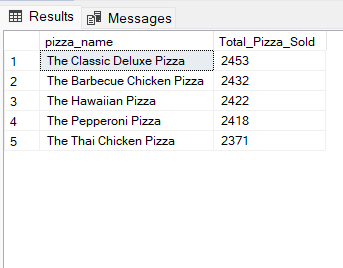 Results Messages
pizza_name Total_Pizza_Sold
1 The Classic Deluxe Pizza 2453
2 The Barbecue Chicken Pizza 2432
3 The Hawaiian Pizza 2422
4 The Pepperoni Pizza 2418
5 The Thai Chicken Pizza 2371